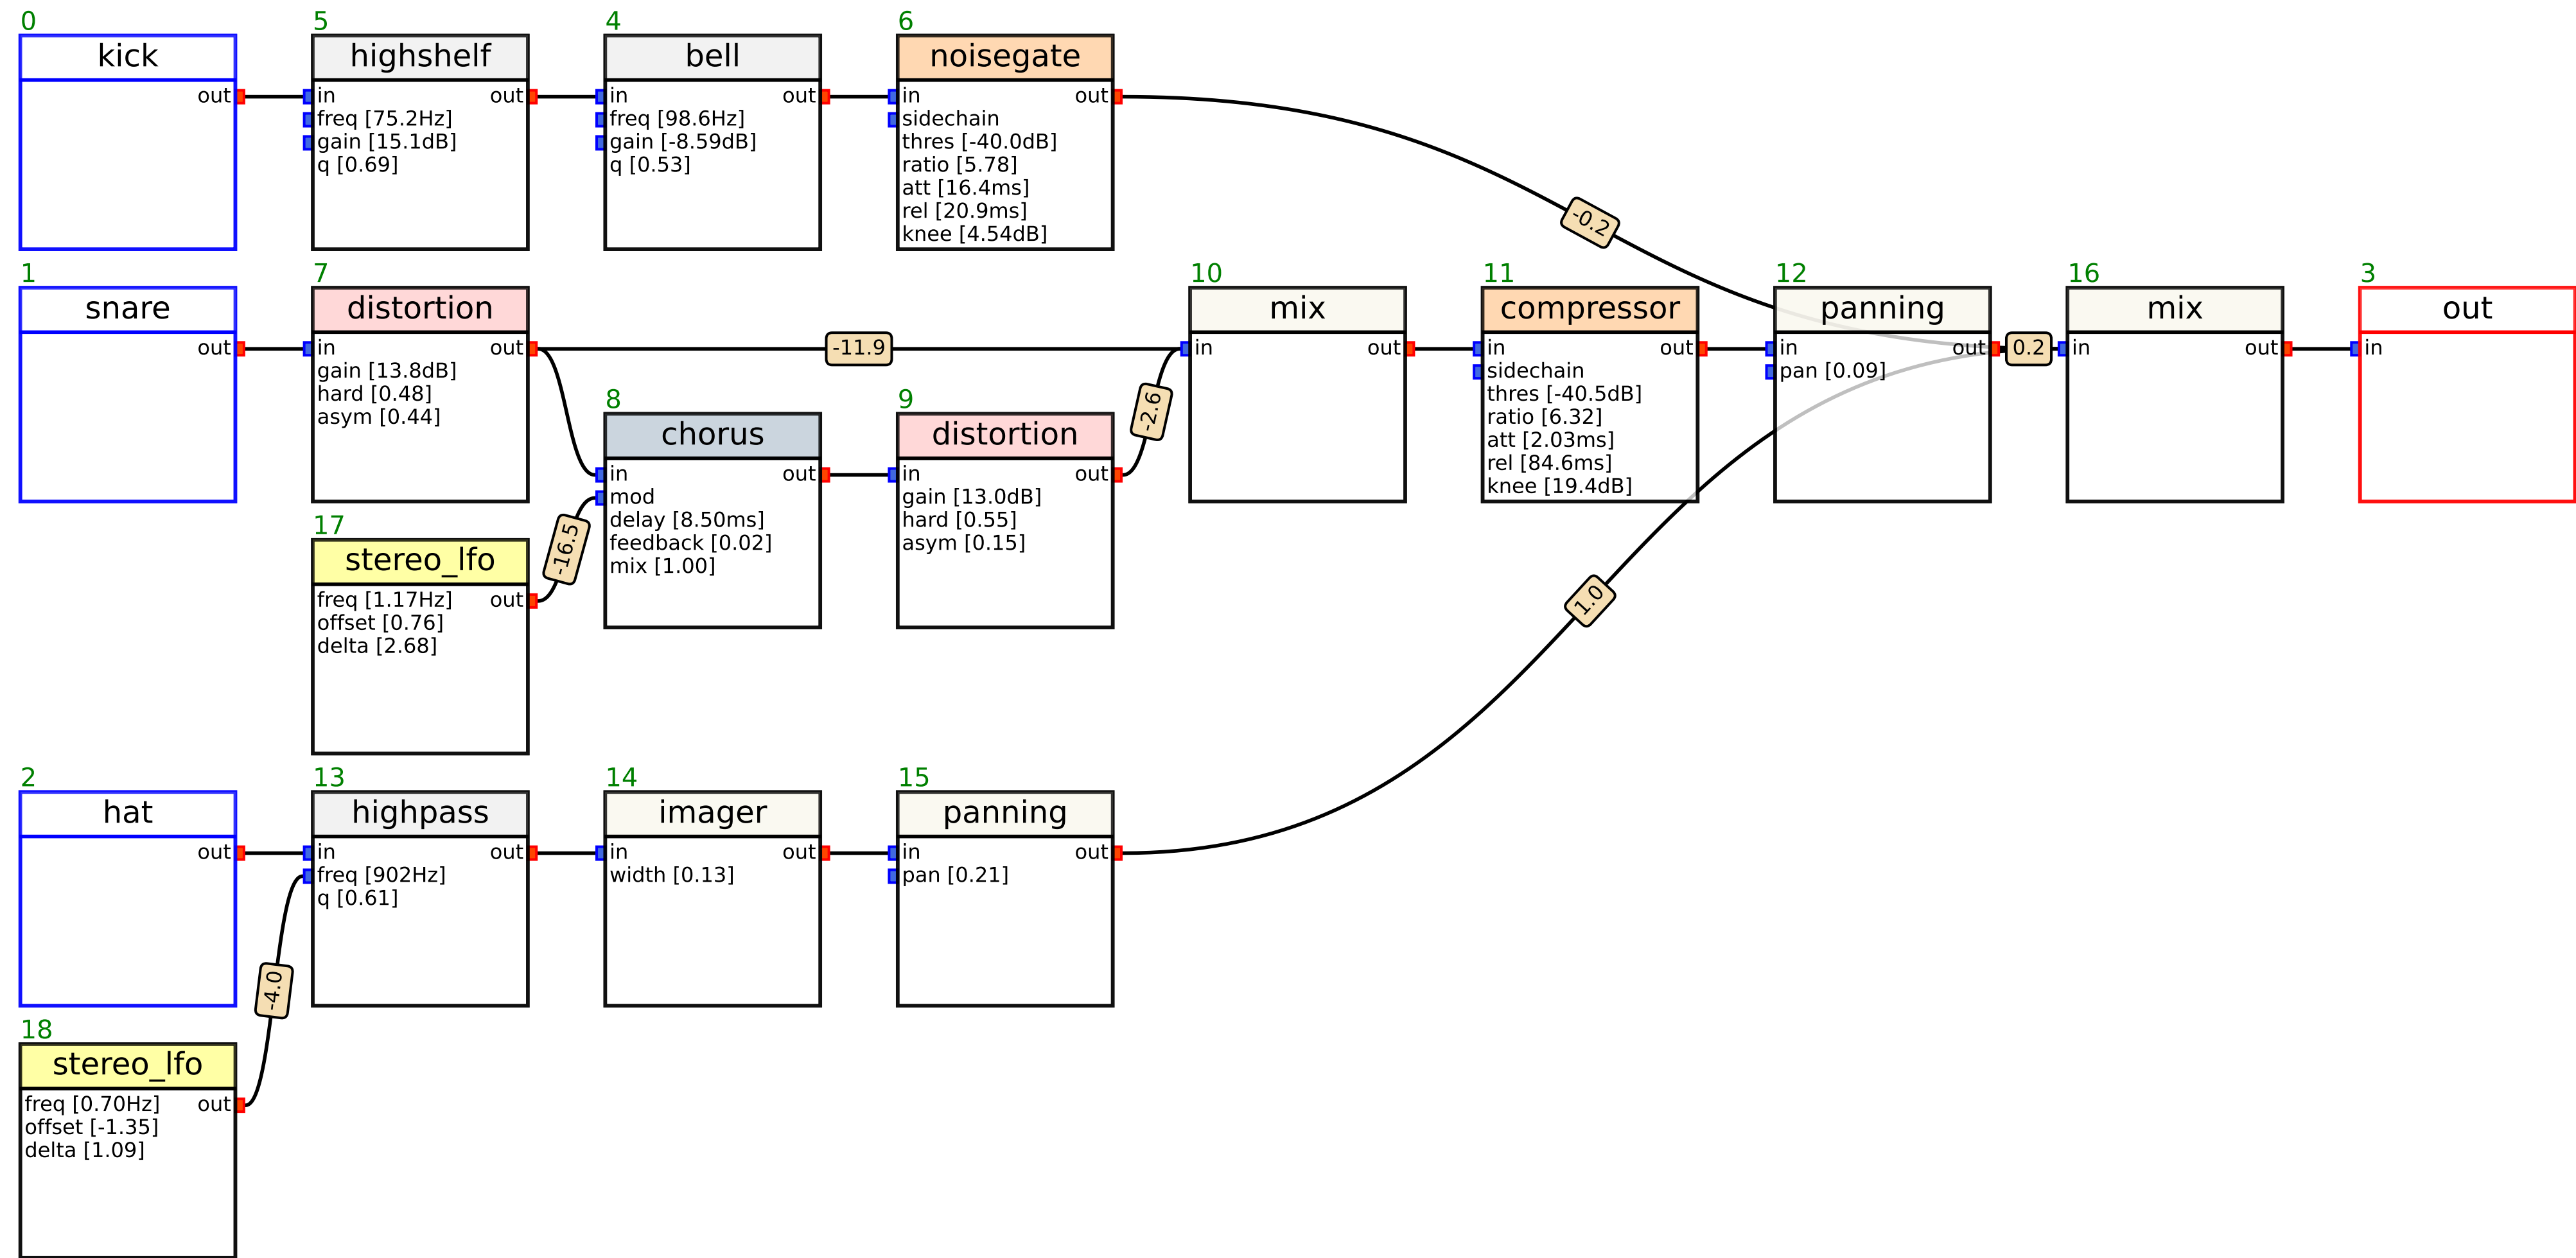 0
kick
out
5
highshelf
in out
freq [75.2Hz]
gain [15.1dB]
q [0.69]
4
bell
in out
freq [98.6Hz]
gain [-8.59dB]
q [0.53]
6
noisegate
in out
sidechain
thres [-40.0dB]
ratio [5.78]
att [16.4ms]
rel [20.9ms]
knee [4.54dB]
-0.2
1
snare
out
7
distortion
in out
gain [13.8dB]
hard [0.48]
asym [0.44]
-11.9
8
chorus
in out
mod
delay [8.50ms]
feedback [0.02]
mix [1.00]
9
distortion
in out
gain [13.0dB]
hard [0.55]
asym [0.15]
-2.6
10
mix
in out
11
compressor
in out
sidechain
thres [-40.5dB]
ratio [6.32]
att [2.03ms]
rel [84.6ms]
knee [19.4dB]
12
panning
in out
pan [0.09]
0.2
16
mix
in out
3
out
in
17
stereo_lfo
freq [1.17Hz] out
offset [0.76]
delta [2.68]
-16.5
1.0
2
hat
out
13
highpass
in out
freq [902Hz]
q [0.61]
14
imager
in out
width [0.13]
15
panning
in out
pan [0.21]
-4.0
18
stereo_lfo
freq [0.70Hz] out
offset [-1.35]
delta [1.09]